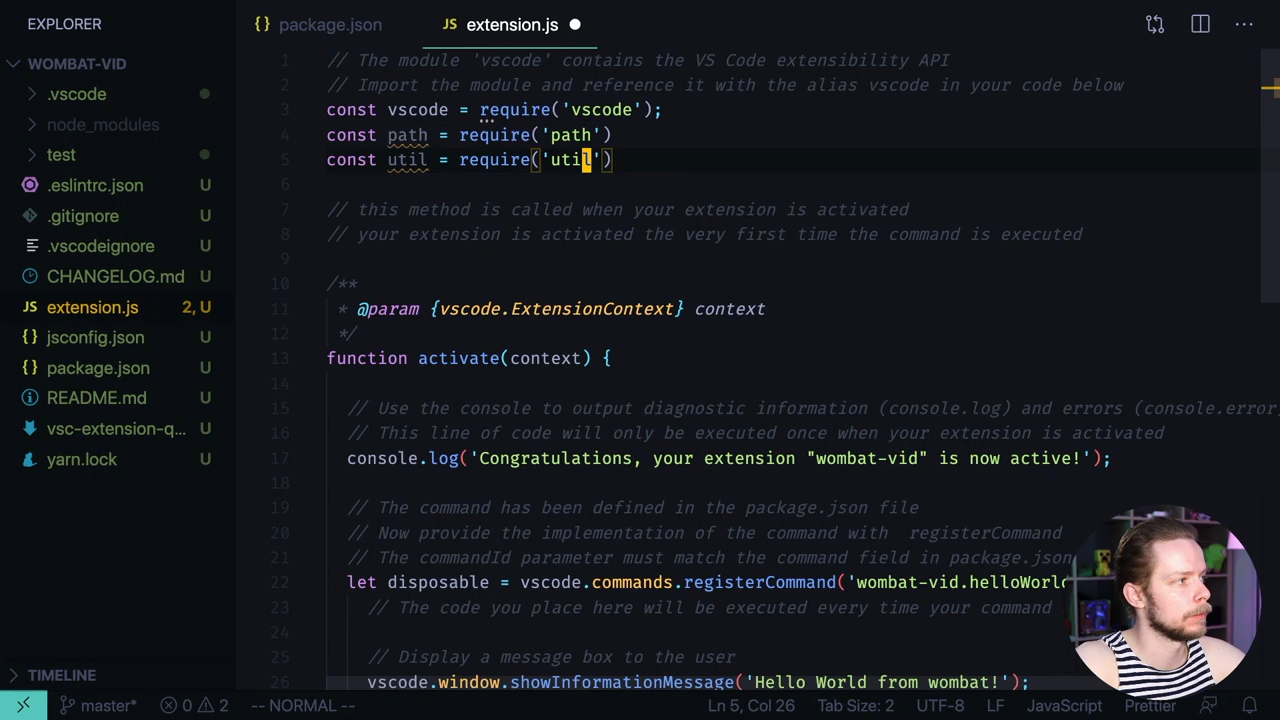 EXPLORER
WOMBAT-VID
.vscode
node_modules
test
.eslintrc.json U
.gitignore U
.vscodeignore U
CHANGELOG.md U
JS extension.js 2, U
{} jsconfig.json U
{} package.json U
README.md U
vsc-extension-q... U
yarn.lock U
TIMELINE
{} package.json
JS extension.js
1 // The module 'vscode' contains the VS Code extensibility API
2 // Import the module and reference it with the alias vscode in your code below
3 const vscode = require('vscode');
4 const path = require('path')
5 const util = require('util')
6
7 // this method is called when your extension is activated
8 // your extension is activated the very first time the command is executed
9
10 /**
11 * @param {vscode.ExtensionContext} context
12 */
13 function activate(context) {
14
15 // Use the console to output diagnostic information (console.log) and errors (console.error
16 // This line of code will only be executed once when your extension is activated
17 console.log('Congratulations, your extension "wombat-vid" is now active!');
18
19 // The command has been defined in the package.json file
20 // Now provide the implementation of the command with registerCommand
21 // The commandId parameter must match the command field in package.json
22 let disposable = vscode.commands.registerCommand('wombat-vid.helloWorld
23 // The code you place here will be executed every time your command
24
25 // Display a message box to the user
26 vscode.window.showInformationMessage('Hello World from wombat!');
master* 0 2 -- NORMAL -- Ln 5, Col 26 Tab Size: 2 UTF-8 LF JavaScript Prettier